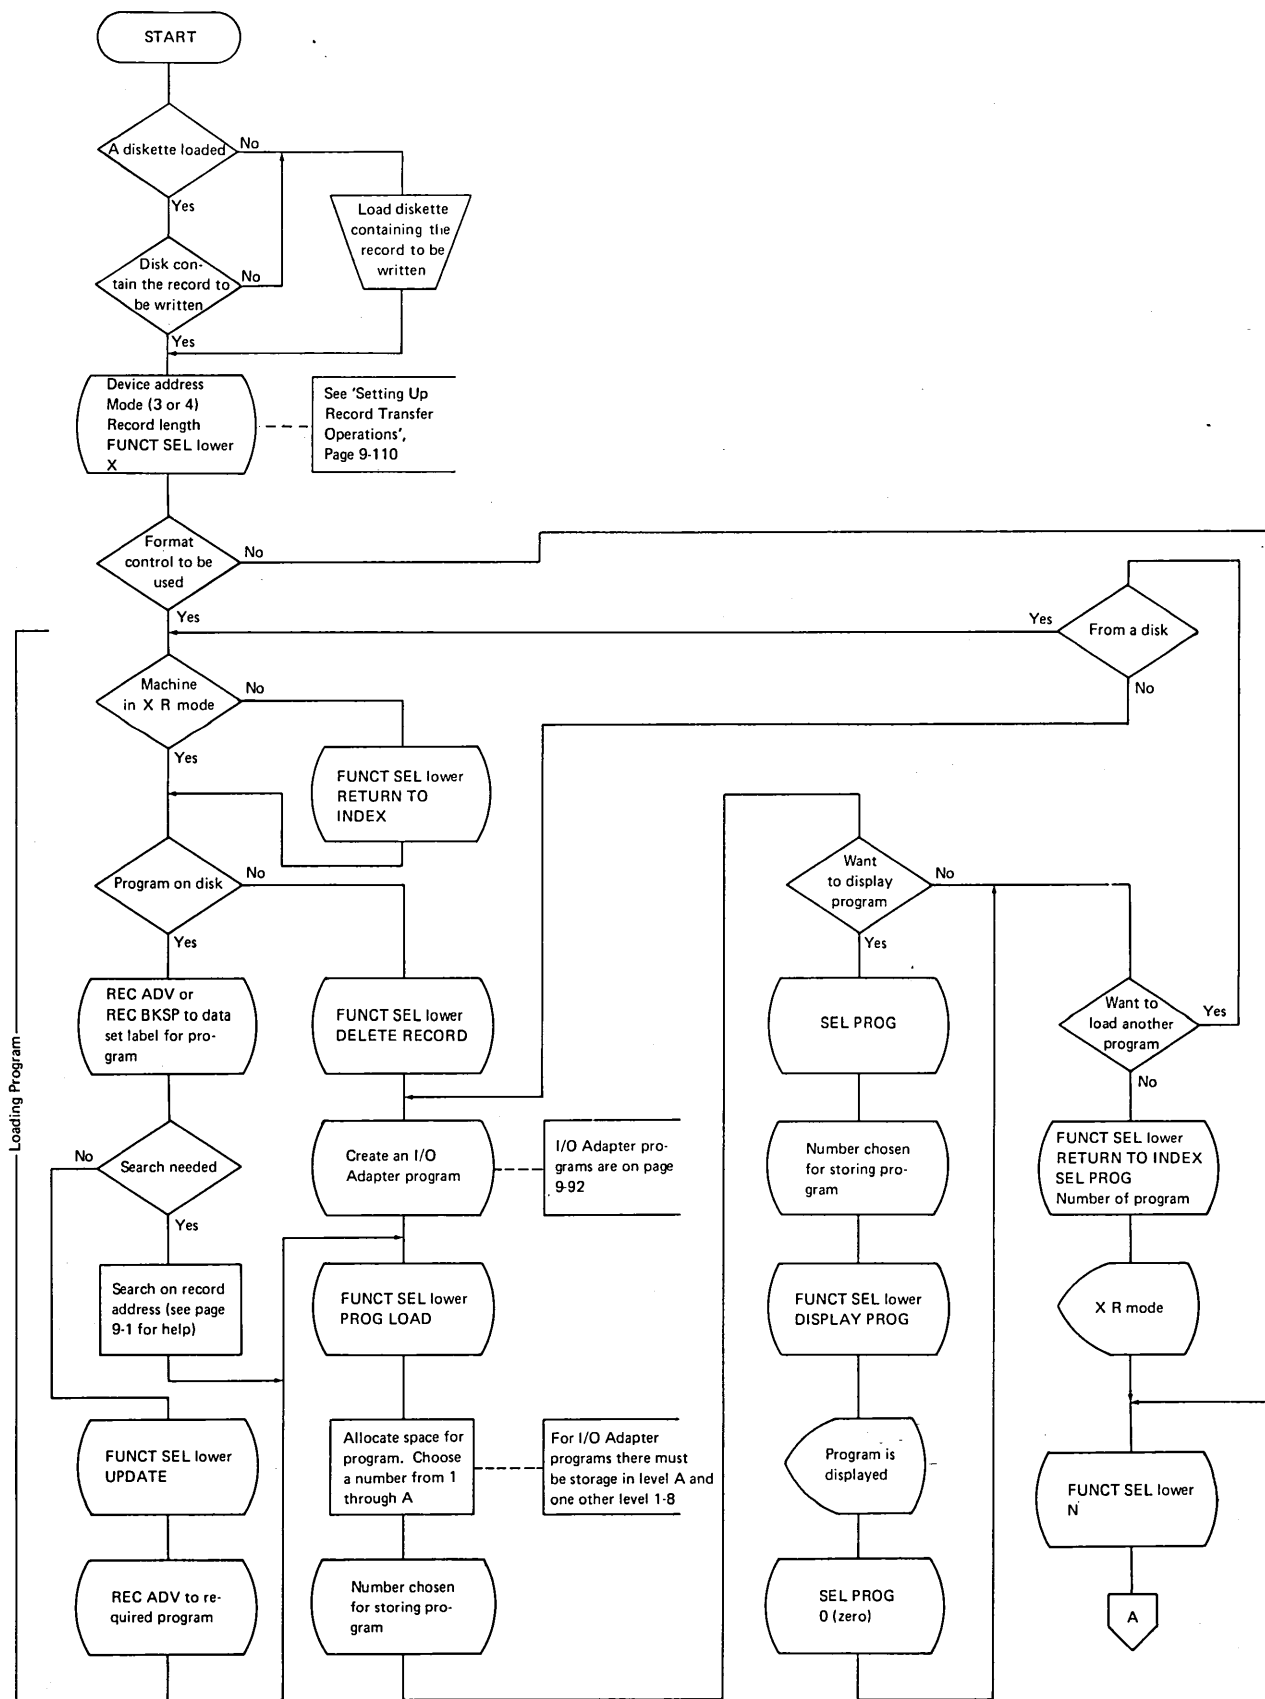 START
A diskette loaded
No
Yes
Load diskette
containing the
record to be
written
Disk con-
tain the record to
be written
No
Yes
Device address
Mode (3 or 4)
Record length
FUNCT SEL lower
X
See 'Setting Up
Record Transfer
Operations',
Page 9-110
Format
control to be
used
No
Yes
Yes
From a disk
No
Machine
in X R mode
No
Yes
FUNCT SEL lower
RETURN TO
INDEX
Program on disk
No
Yes
Want
to display
program
No
Yes
REC ADV or
REC BKSP to data
set label for pro-
gram
FUNCT SEL lower
DELETE RECORD
SEL PROG
Want to
load another
program
Yes
No
Loading Program
No
Search needed
Yes
Create an I/O
Adapter program
I/O Adapter pro-
grams are on page
9-92
Number chosen
for storing pro-
gram
FUNCT SEL lower
RETURN TO INDEX
SEL PROG
Number of program
Search on record
address (see page
9-1 for help)
FUNCT SEL lower
PROG LOAD
FUNCT SEL lower
DISPLAY PROG
X R mode
FUNCT SEL lower
UPDATE
Allocate space for
program. Choose
a number from 1
through A
For I/O Adapter
programs there must
be storage in level A and
one other level 1-8
Program is
displayed
FUNCT SEL lower
N
REC ADV to re-
quired program
Number chosen
for storing pro-
gram
SEL PROG
0 (zero)
A